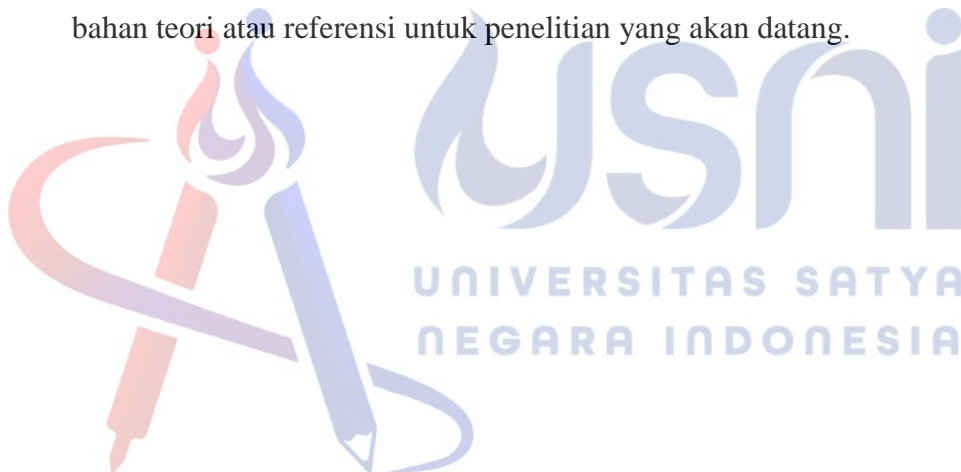 bahan teori atau referensi untuk penelitian yang akan datang.
usni
UNIVERSITAS SATYA
NEGARA INDONESIA